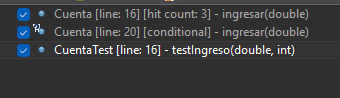 Cuenta [line: 16] [hit count: 3] - ingresar(double)
Cuenta [line: 20] [conditional] - ingresar(double)
CuentaTest [line: 16] - testIngreso(double, int)